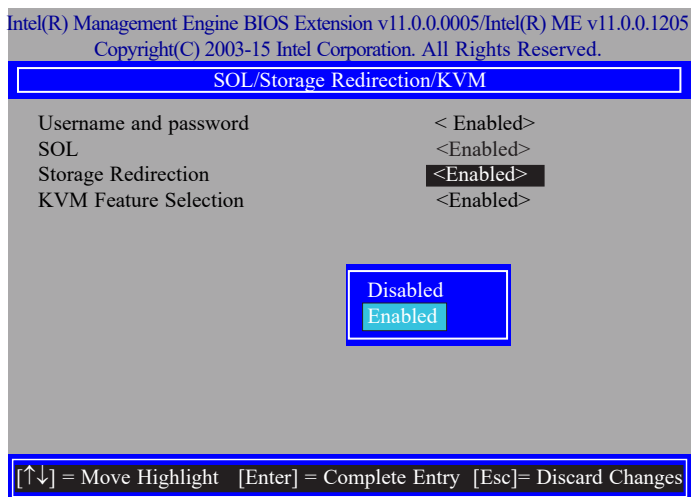 Intel(R) Management Engine BIOS Extension v11.0.0.0005/Intel(R) ME v11.0.0.1205
Copyright(C) 2003-15 Intel Corporation. All Rights Reserved.
SOL/Storage Redirection/KVM
Username and password < Enabled>
SOL <Enabled>
Storage Redirection <Enabled>
KVM Feature Selection <Enabled>
Disabled
Enabled
[↑↓] = Move Highlight [Enter] = Complete Entry [Esc]= Discard Changes